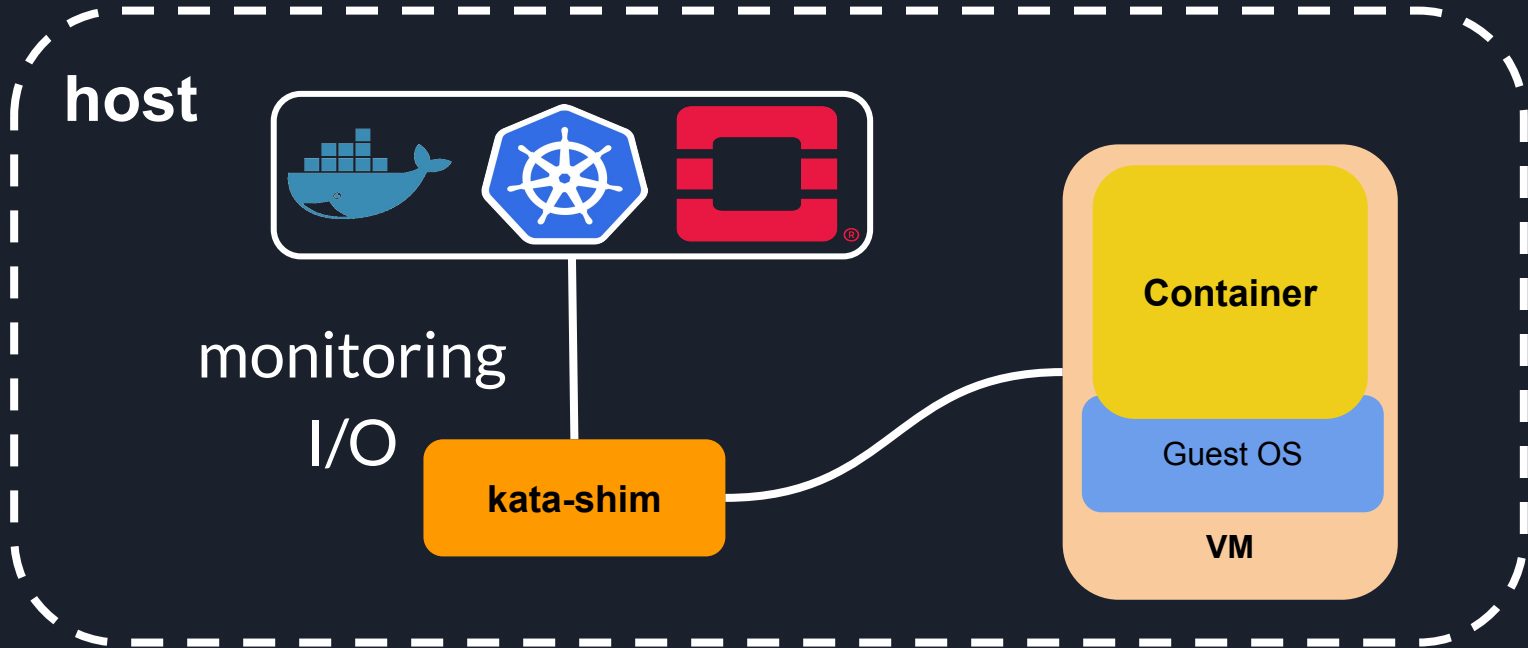 host
®
monitoring
I/O
kata-shim
Container
Guest OS
VM